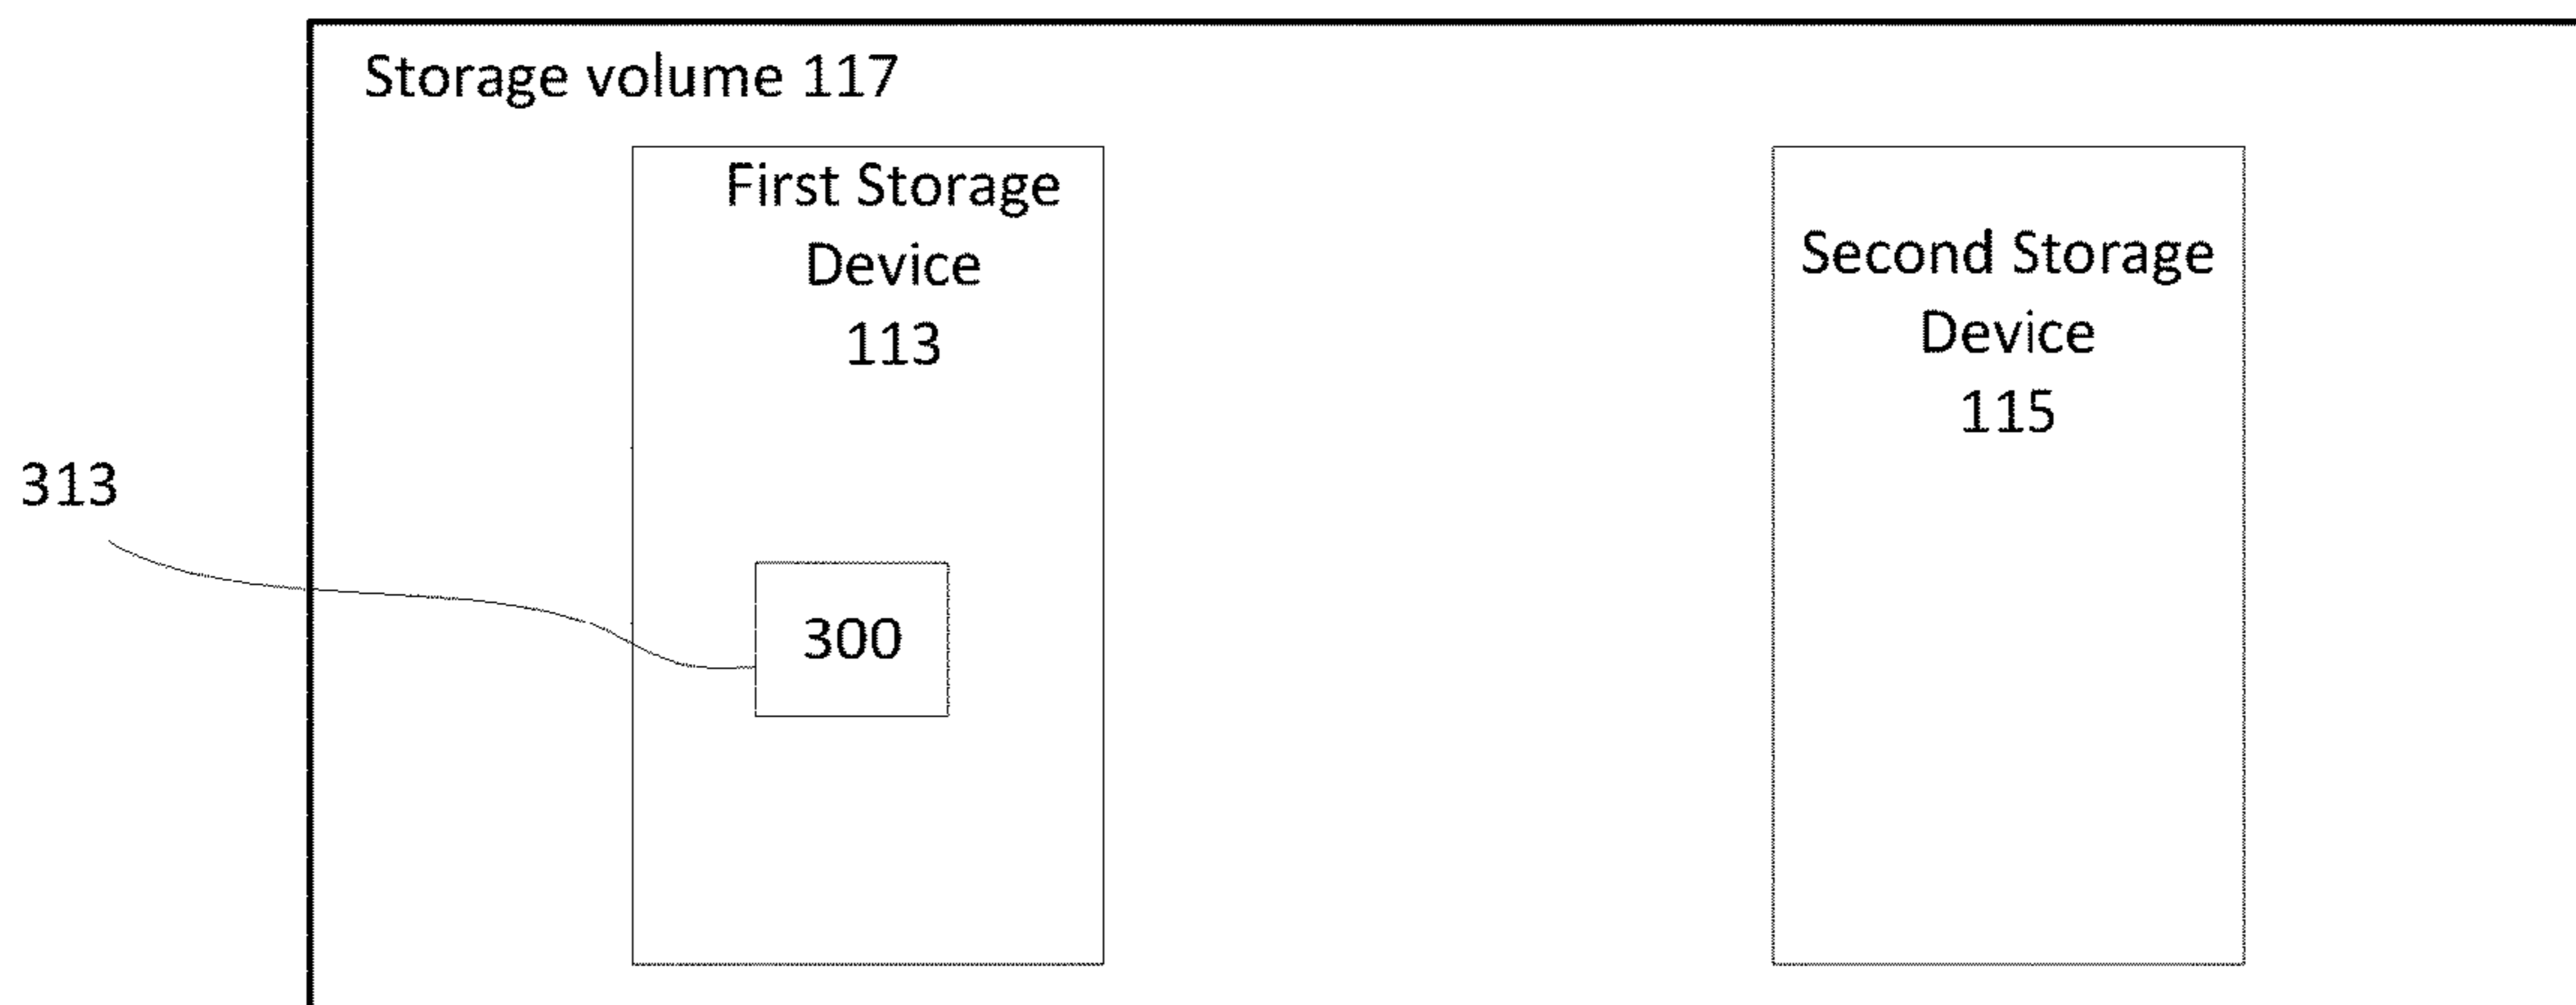 Storage volume 117
First Storage
Device
113
Second Storage
Device
115
313
300